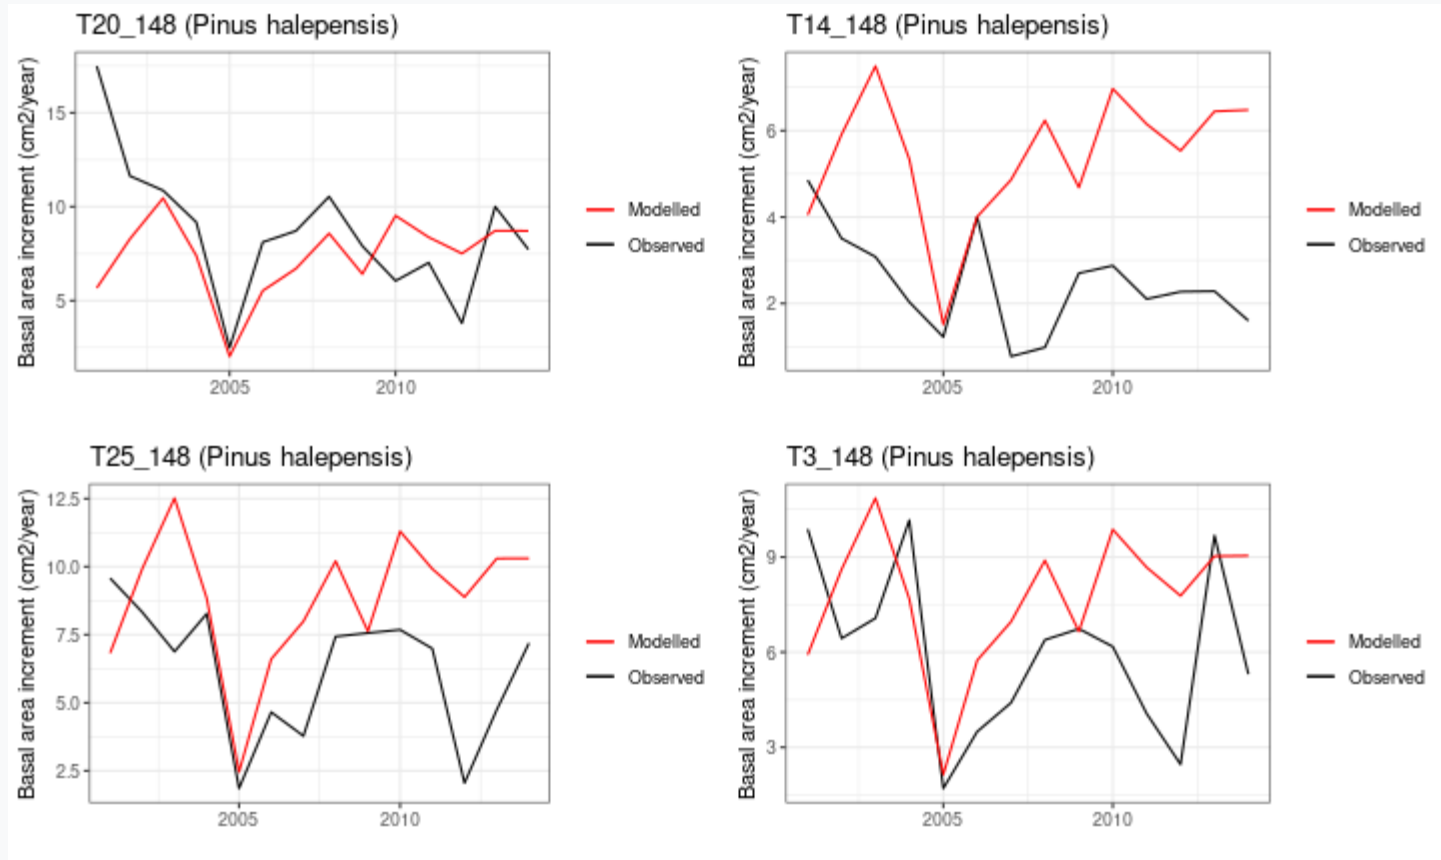 T20_148 (Pinus halepensis)
Basal area increment (cm2/year)
15
10
5
2005
2010
Modelled
Observed
T14_148 (Pinus halepensis)
Basal area increment (cm2/year)
6
4
2
2005
2010
Modelled
Observed
T25_148 (Pinus halepensis)
Basal area increment (cm2/year)
12.5
10.0
7.5
5.0
2.5
2005
2010
Modelled
Observed
T3_148 (Pinus halepensis)
Basal area increment (cm2/year)
9
6
3
2005
2010
Modelled
Observed